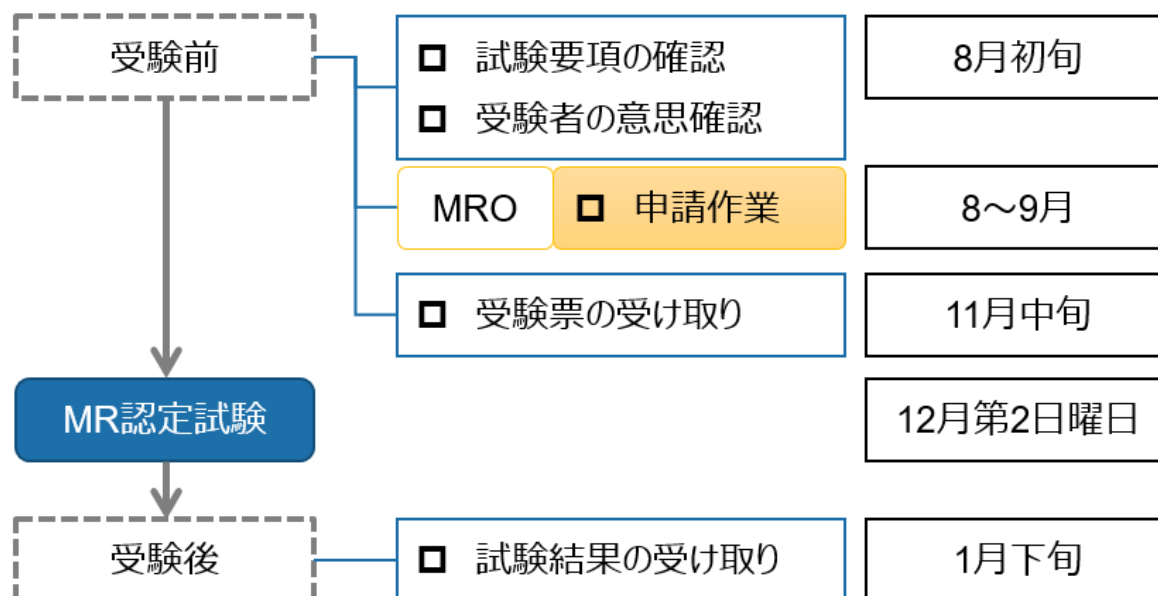 受験前
試験要項の確認
受験者の意思確認
8月初旬
MRO 申請作業
8～9月
受験票の受け取り
11月中旬
MR認定試験
12月第2日曜日
受験後
試験結果の受け取り
1月下旬